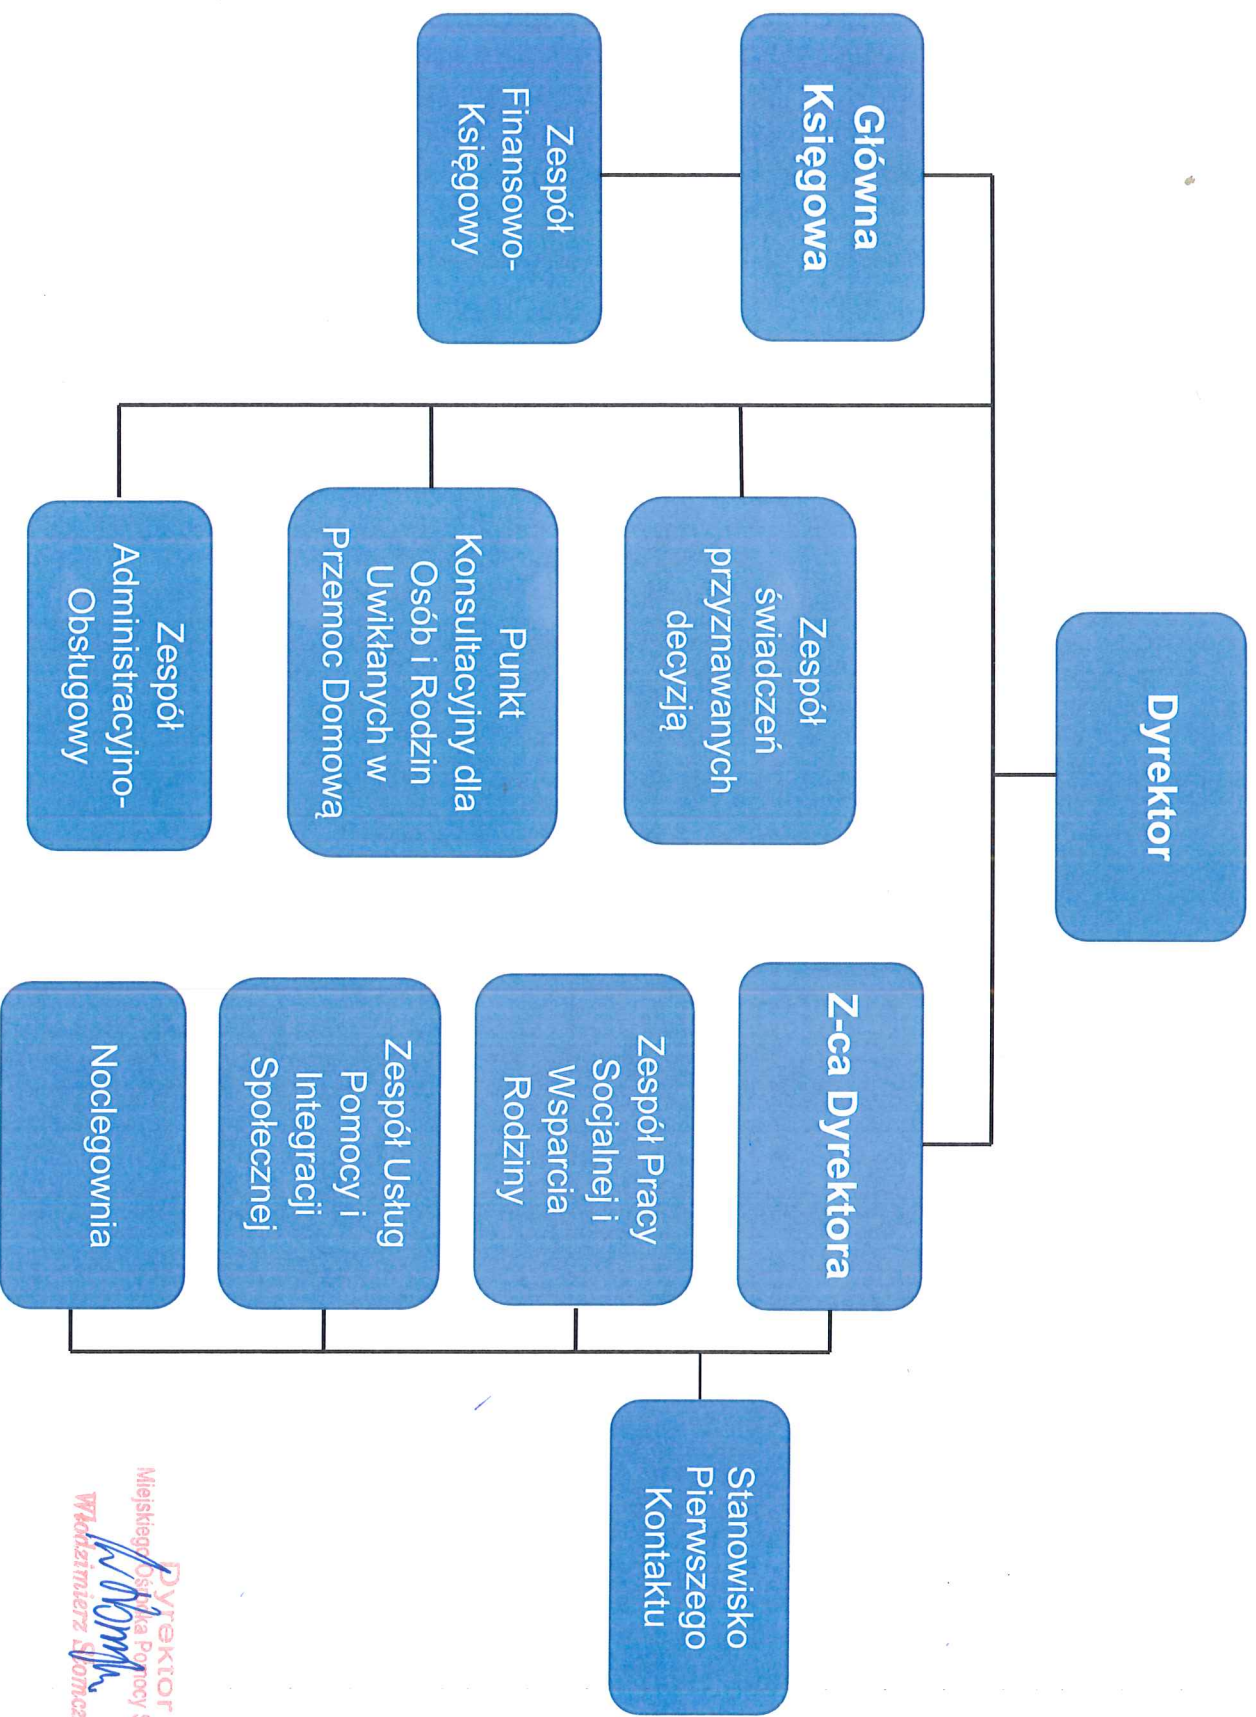 Dyrektor
Główna
Księgowa
Zespół
Finansowo-
Księgowy
Zespół
świadczeń
przyznawanych
decyzją
Punkt
Konsultacyjny dla
Osób i Rodzin
Uwikłanych w
Przemoc Domową
Zespół
Administracyjno-
Obsługowy
Z-ca Dyrektora
Zespół Pracy
Socjalnej i
Wsparcia
Rodziny
Zespół Usług
Pomocy i
Integracji
Społecznej
Noclegownia
Stanowisko
Pierwszego
Kontaktu
Dyrektor
Miejskiego Ośrodka Pomocy
Włodzimierz